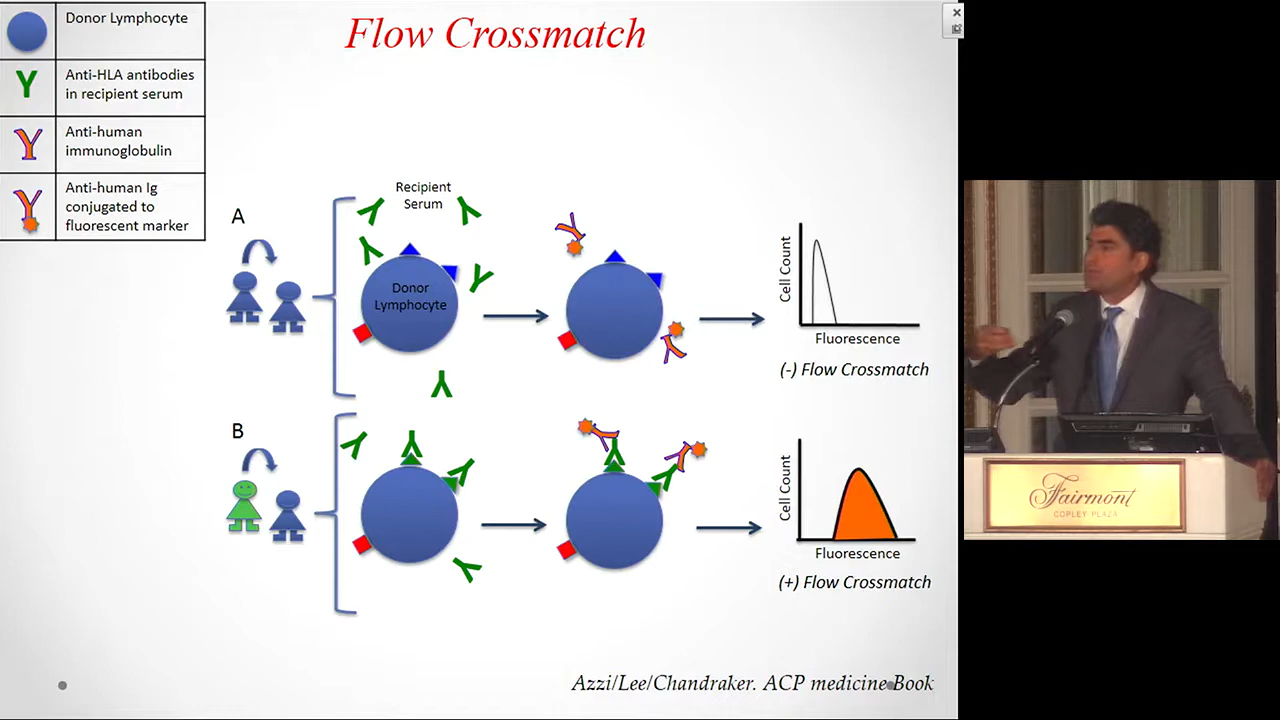 Flow Crossmatch
Donor Lymphocyte
Anti-HLA antibodies
in recipient serum
Anti-human
immunoglobulin
Anti-human Ig
conjugated to
fluorescent marker
A
Recipient
Serum
Donor
Lymphocyte
Cell Count
Fluorescence
(-) Flow Crossmatch
B
Cell Count
Fluorescence
(+) Flow Crossmatch
Fairmont
COPLEY PLAZA
Azzi/Lee/Chandraker. ACP medicine Book